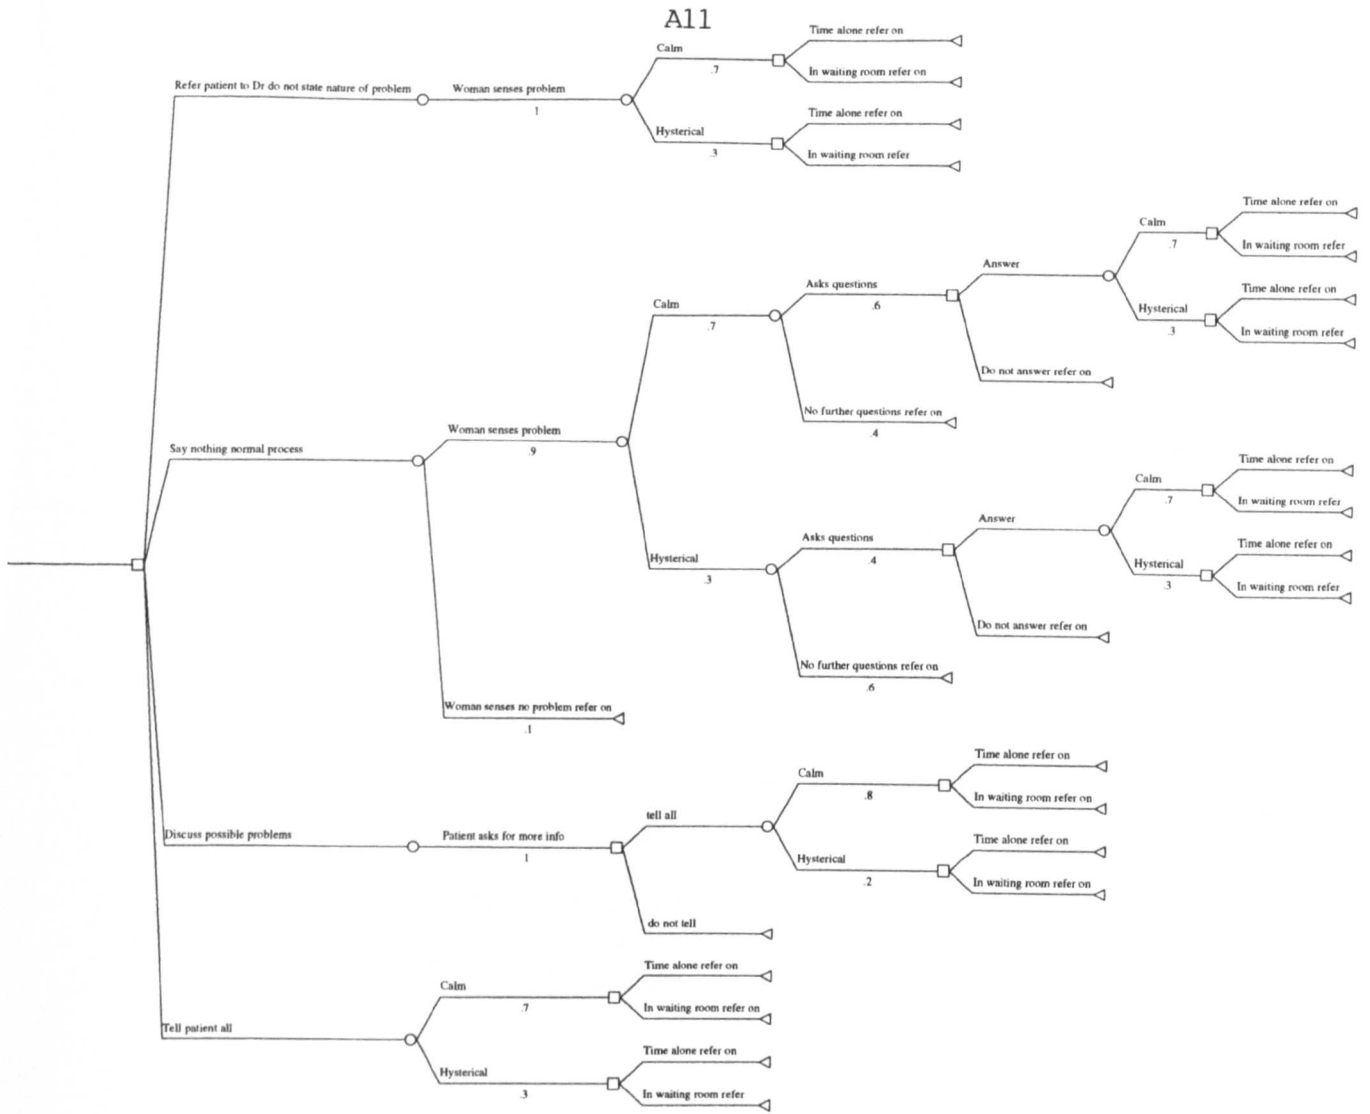 A11
Refer patient to Dr do not state nature of problem
Woman senses problem
1
Calm
.7
Time alone refer on
In waiting room refer on
Hysterical
.3
Time alone refer on
In waiting room refer
Say nothing normal process
Woman senses problem
.9
Calm
.7
Asks questions
.6
Answer
Calm
.7
Time alone refer on
In waiting room refer
Hysterical
.3
Time alone refer on
In waiting room refer
Do not answer refer on
No further questions refer on
.4
Hysterical
.3
Asks questions
.4
Answer
Calm
.7
Time alone refer on
In waiting room refer
Hysterical
.3
Time alone refer on
In waiting room refer
Do not answer refer on
No further questions refer on
.6
Woman senses no problem refer on
.1
Discuss possible problems
Patient asks for more info
1
tell all
Calm
.8
Time alone refer on
In waiting room refer on
Hysterical
.2
Time alone refer on
In waiting room refer on
do not tell
Tell patient all
Calm
.7
Time alone refer on
In waiting room refer on
Hysterical
.3
Time alone refer on
In waiting room refer